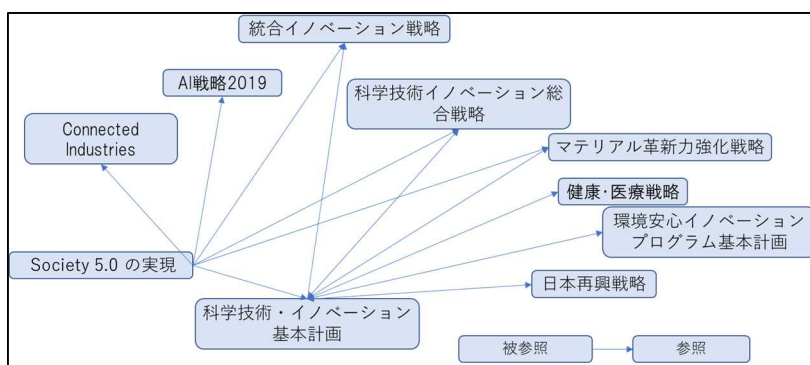 統合イノベーション戦略
AI戦略2019
科学技術イノベーション総
合戦略
Connected
Industries
マテリアル革新力強化戦略
健康・医療戦略
環境安心イノベーション
プログラム基本計画
Society 5.0 の実現
日本再興戦略
科学技術・イノベーション
基本計画
被参照
参照